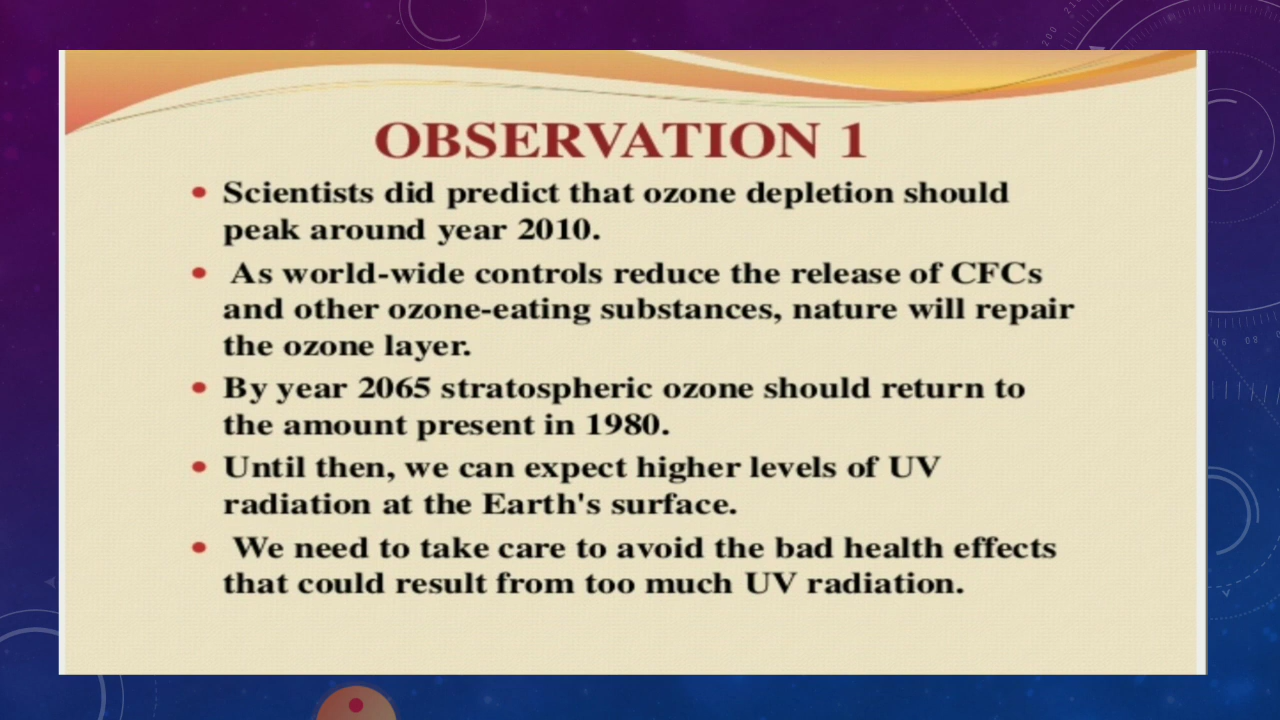 OBSERVATION 1
• Scientists did predict that ozone depletion should
peak around year 2010.
• As world-wide controls reduce the release of CFCs
and other ozone-eating substances, nature will repair
the ozone layer.
• By year 2065 stratospheric ozone should return to
the amount present in 1980.
• Until then, we can expect higher levels of UV
radiation at the Earth's surface.
• We need to take care to avoid the bad health effects
that could result from too much UV radiation.